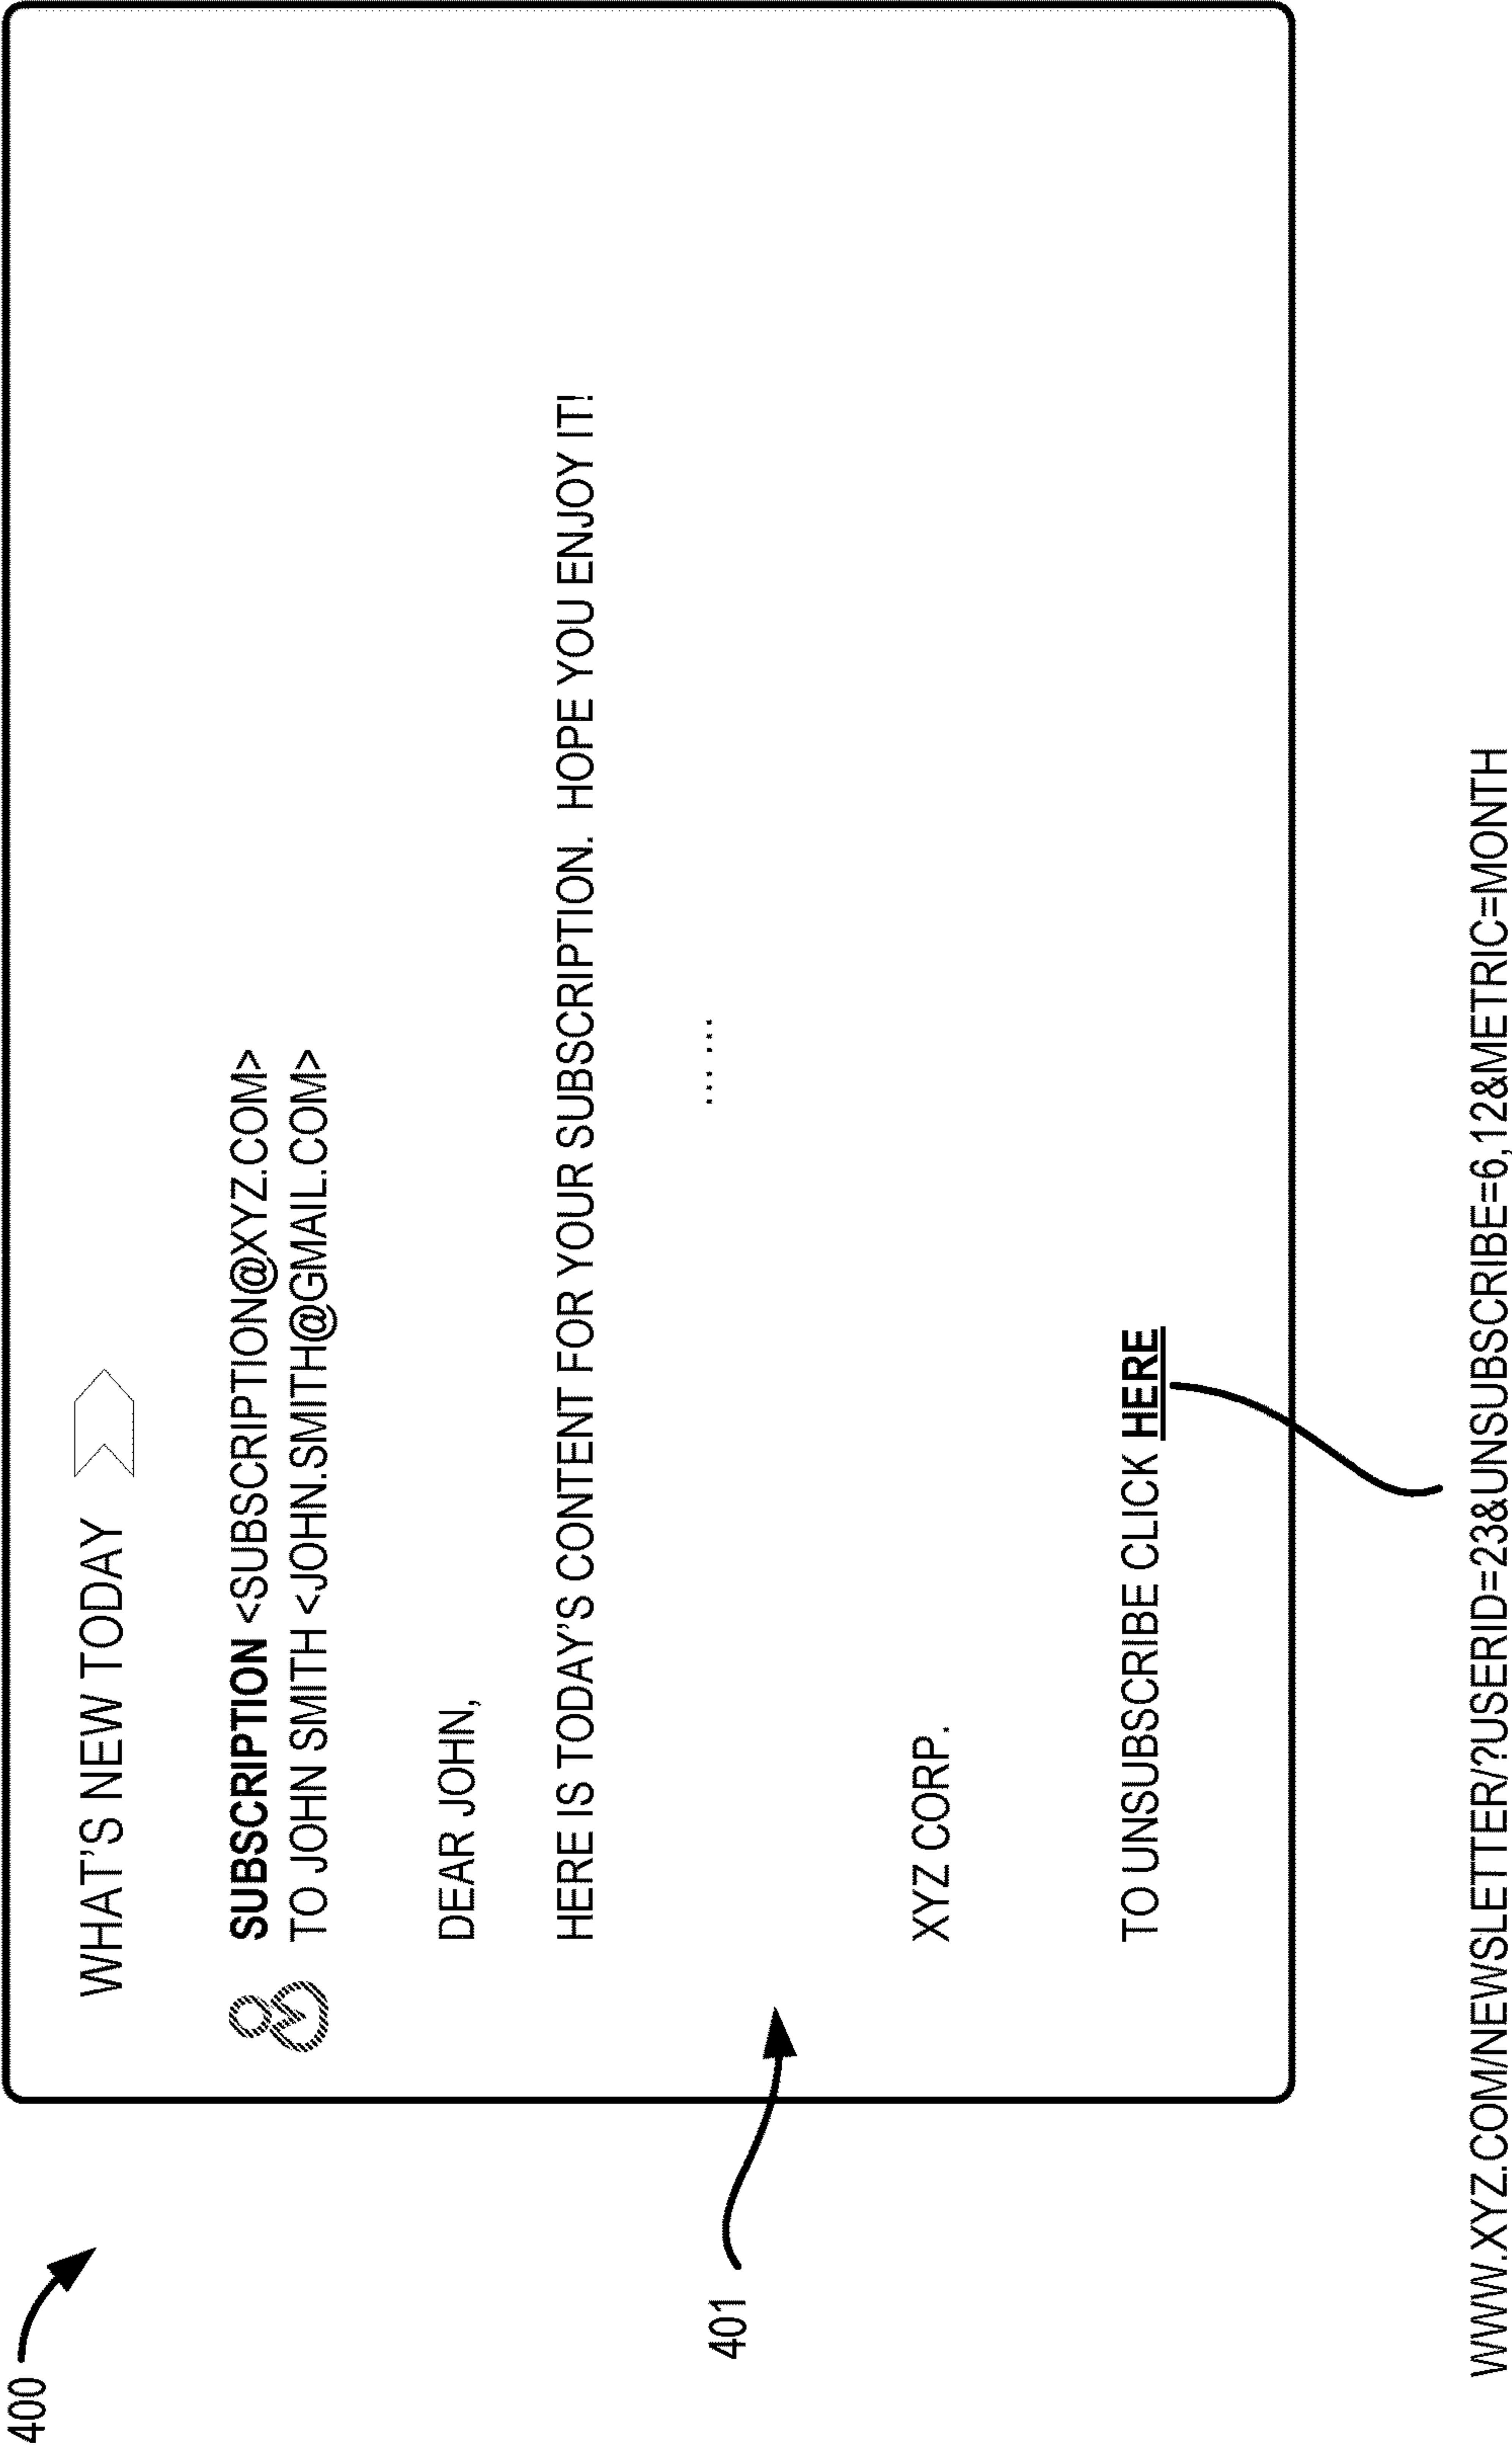 400
WHAT'S NEW TODAY
SUBSCRIPTION <SUBSCRIPTION@XYZ.COM>
TO JOHN SMITH <JOHN.SMITH@GMAIL.COM>
DEAR JOHN,
HERE IS TODAY'S CONTENT FOR YOUR SUBSCRIPTION. HOPE YOU ENJOY IT!
... ...
401
XYZ CORP.
TO UNSUBSCRIBE CLICK HERE
WWW.XYZ.COM/NEWSLETTER/?USERID=23&UNSUBSCRIBE=6,12&METRIC=MONTH